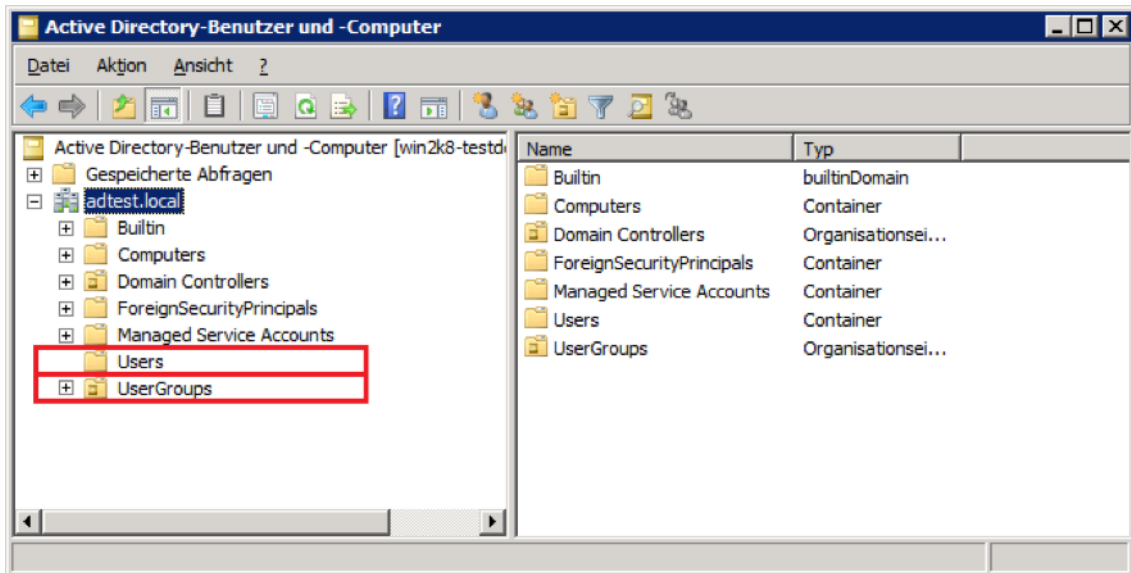 Active Directory-Benutzer und -Computer
Datei Aktion Ansicht ?
Active Directory-Benutzer und -Computer [win2k8-testd
Gespeicherte Abfragen
adtest.local
Builtin
Computers
Domain Controllers
ForeignSecurityPrincipals
Managed Service Accounts
Users
UserGroups
Name Typ
Builtin builtinDomain
Computers Container
Domain Controllers Organisationsei...
ForeignSecurityPrincipals Container
Managed Service Accounts Container
Users Container
UserGroups Organisationsei...